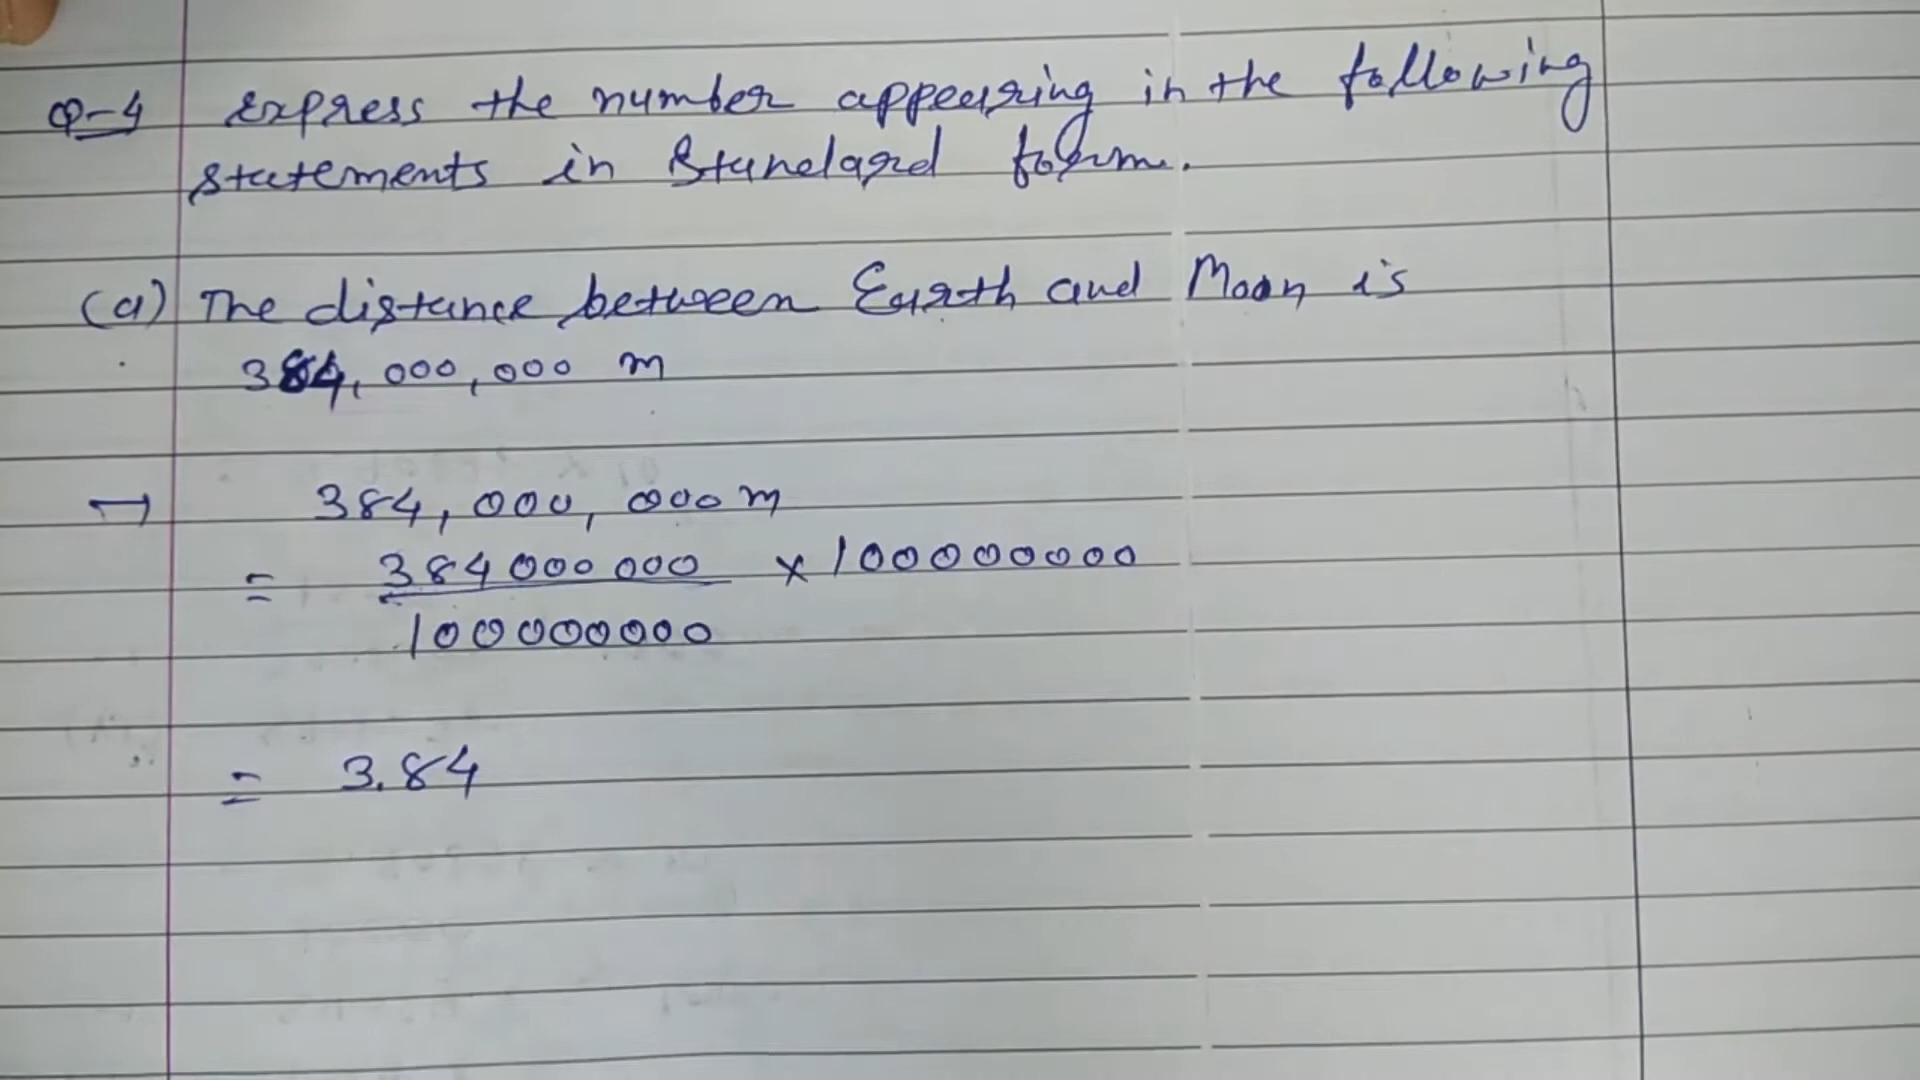 Q-4 Express the number appearing in the following
statements in standard form.
(a) The distance between Earth and Moon is
384,000,000 m
→ 384,000,000 m
= 384000000 × 100000000
100000000
= 3.84